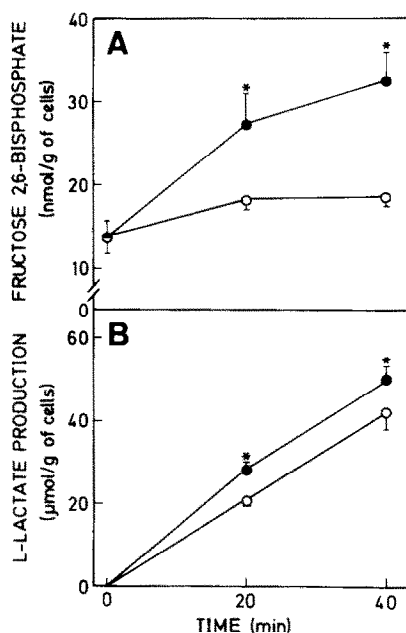 A
FRUCTOSE 2,6-BISPHOSPHATE
(nmol/g of cells)
40
30
20
10
0
*
*
B
L-LACTATE PRODUCTION
(µmol/g of cells)
60
40
20
0
*
*
0 20 40
TIME (min)